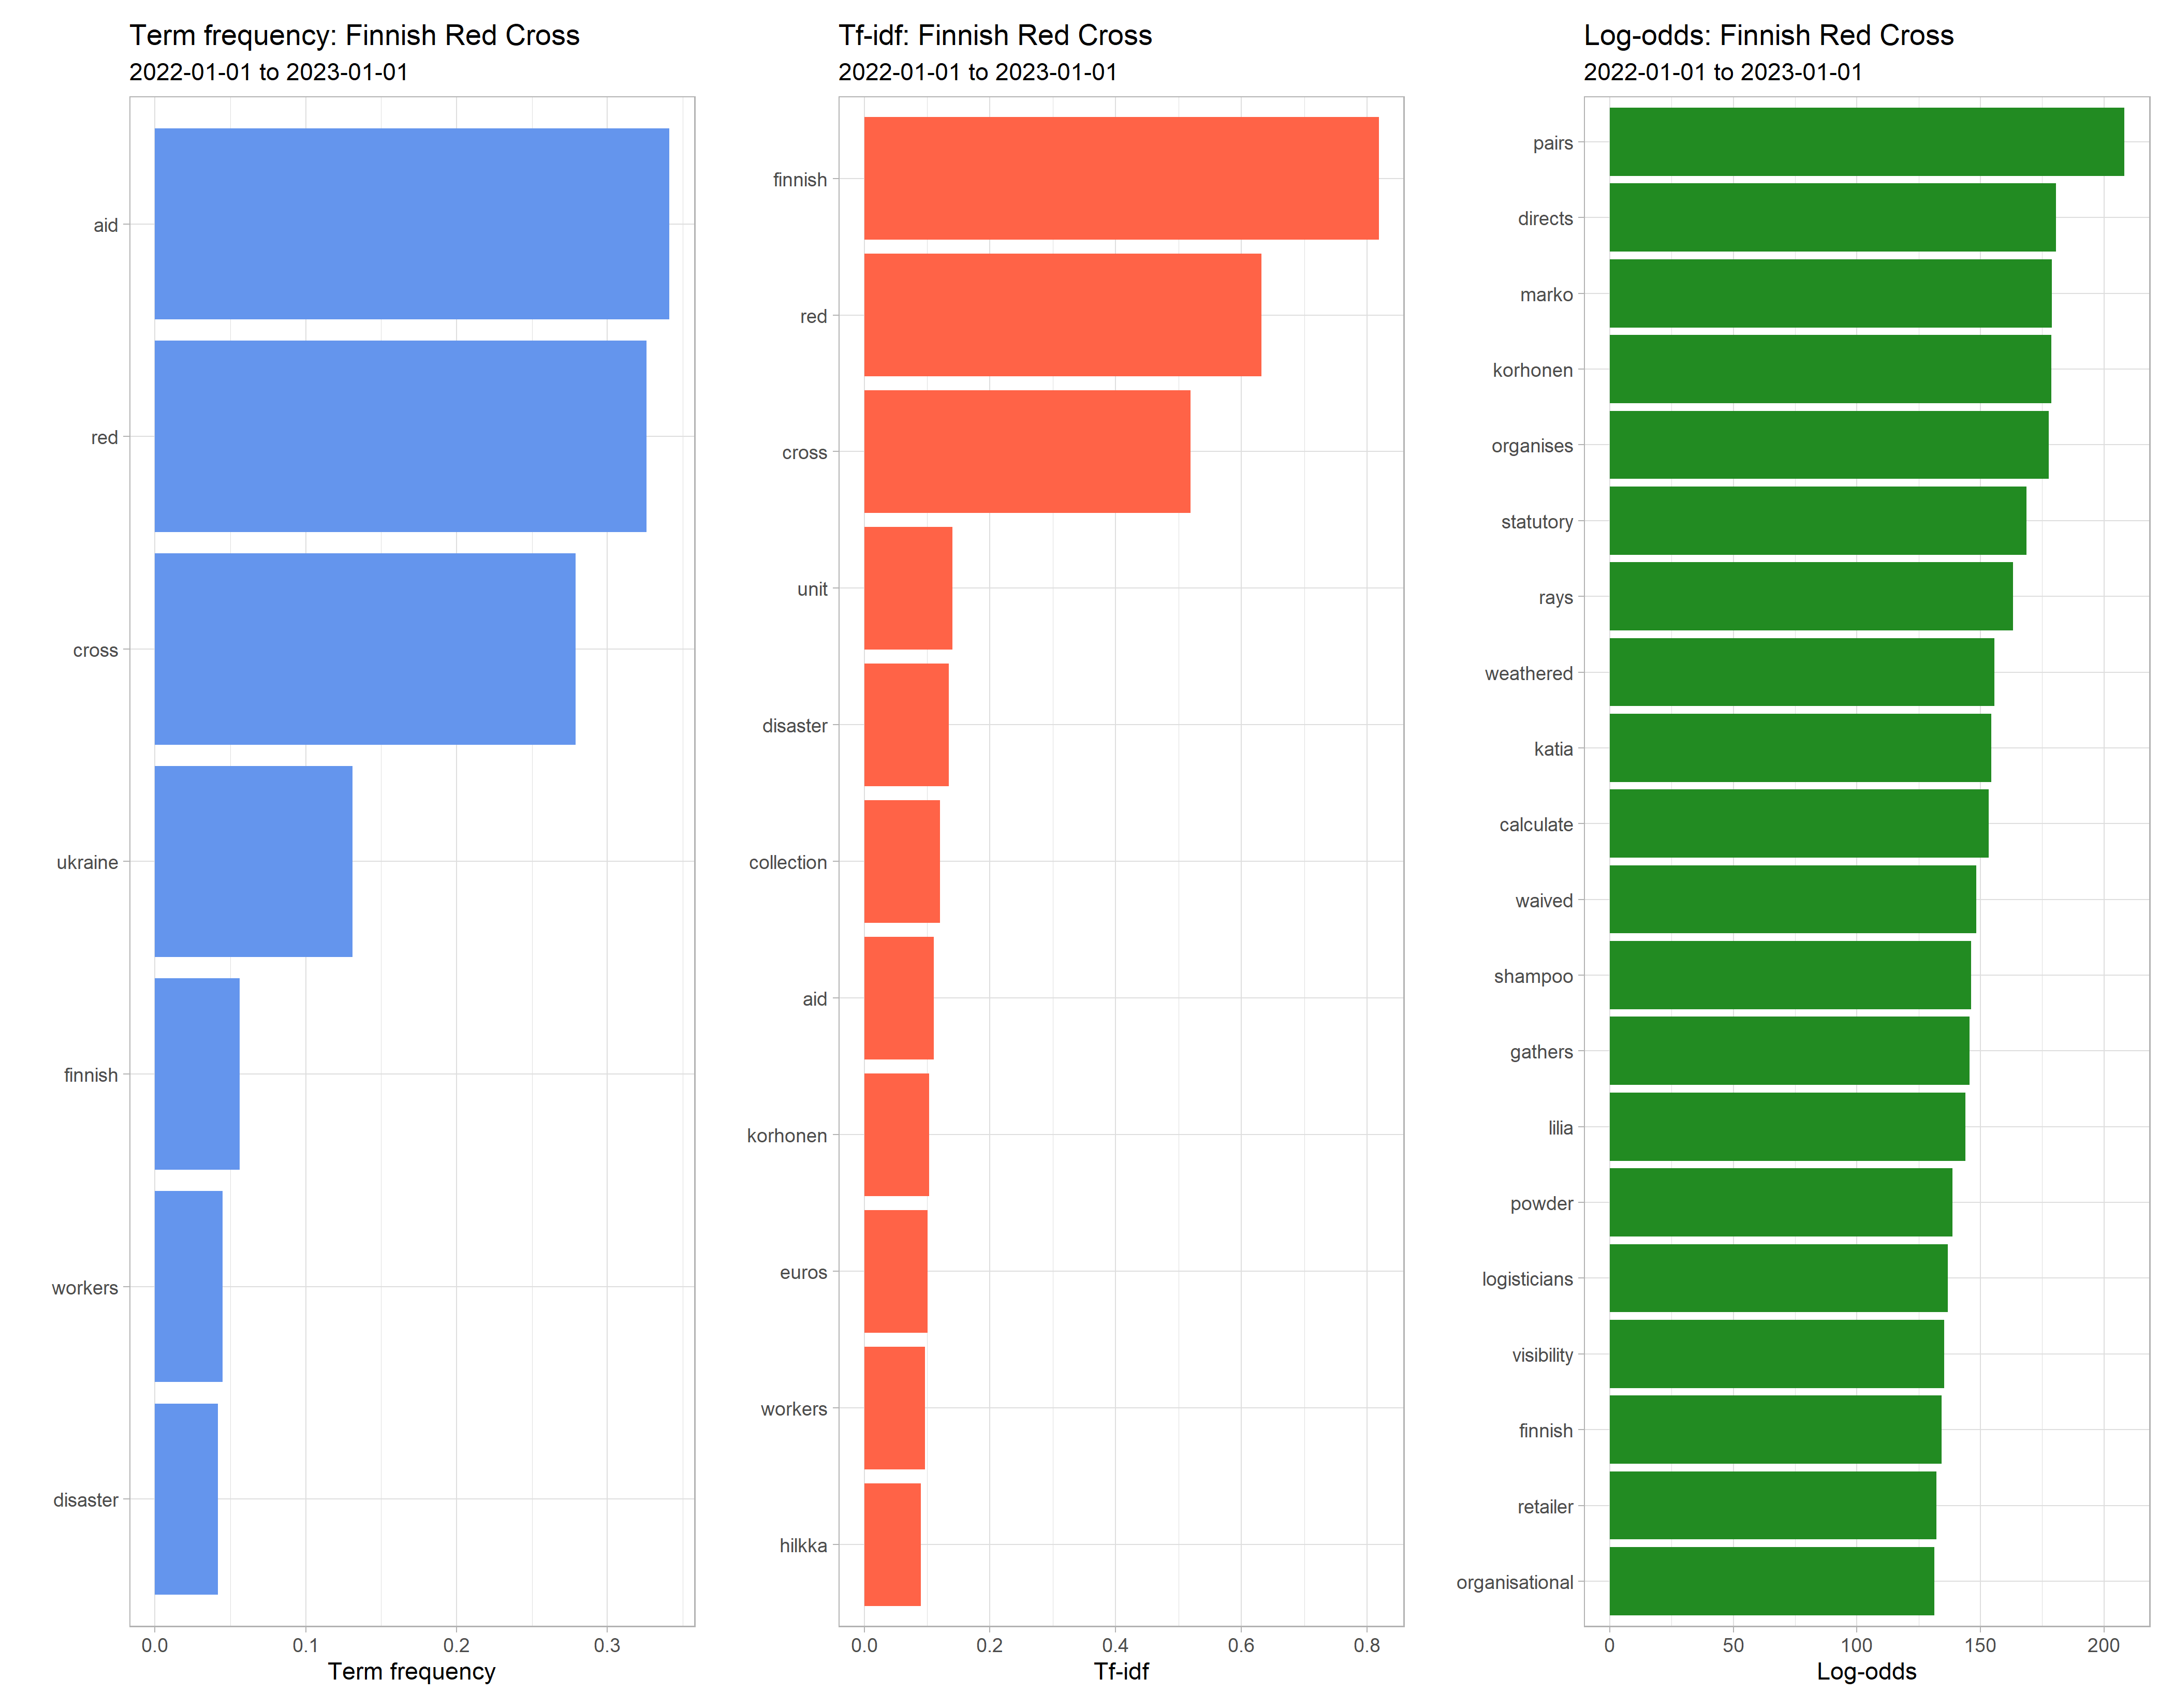 Term frequency: Finnish Red Cross
2022-01-01 to 2023-01-01
aid
red
cross
ukraine
finnish
workers
disaster
0.0 0.1 0.2 0.3
Term frequency
Tf-idf: Finnish Red Cross
2022-01-01 to 2023-01-01
finnish
red
cross
unit
disaster
collection
aid
korhonen
euros
workers
hilkka
0.0 0.2 0.4 0.6 0.8
Tf-idf
Log-odds: Finnish Red Cross
2022-01-01 to 2023-01-01
pairs
directs
marko
korhonen
organises
statutory
rays
weathered
katia
calculate
waived
shampoo
gathers
lilia
powder
logisticians
visibility
finnish
retailer
organisational
0 50 100 150 200
Log-odds